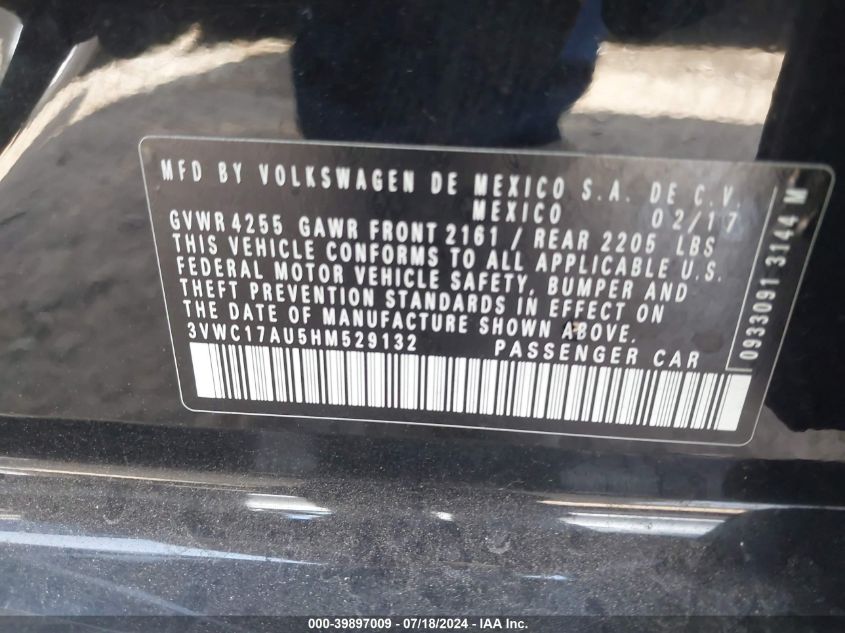 MFD BY VOLKSWAGEN DE MEXICO S.A. DE C.V.
MEXICO 02/17
GVWR 4255 GAWR FRONT 2161 / REAR 2205 LBS
THIS VEHICLE CONFORMS TO ALL APPLICABLE U.S.
FEDERAL MOTOR VEHICLE SAFETY, BUMPER AND
THEFT PREVENTION STANDARDS IN EFFECT ON
THE DATE OF MANUFACTURE SHOWN ABOVE.
3VWC17AU5HM529132 PASSENGER CAR
09330913144 M
000-39897009 - 07/18/2024 - IAA Inc.